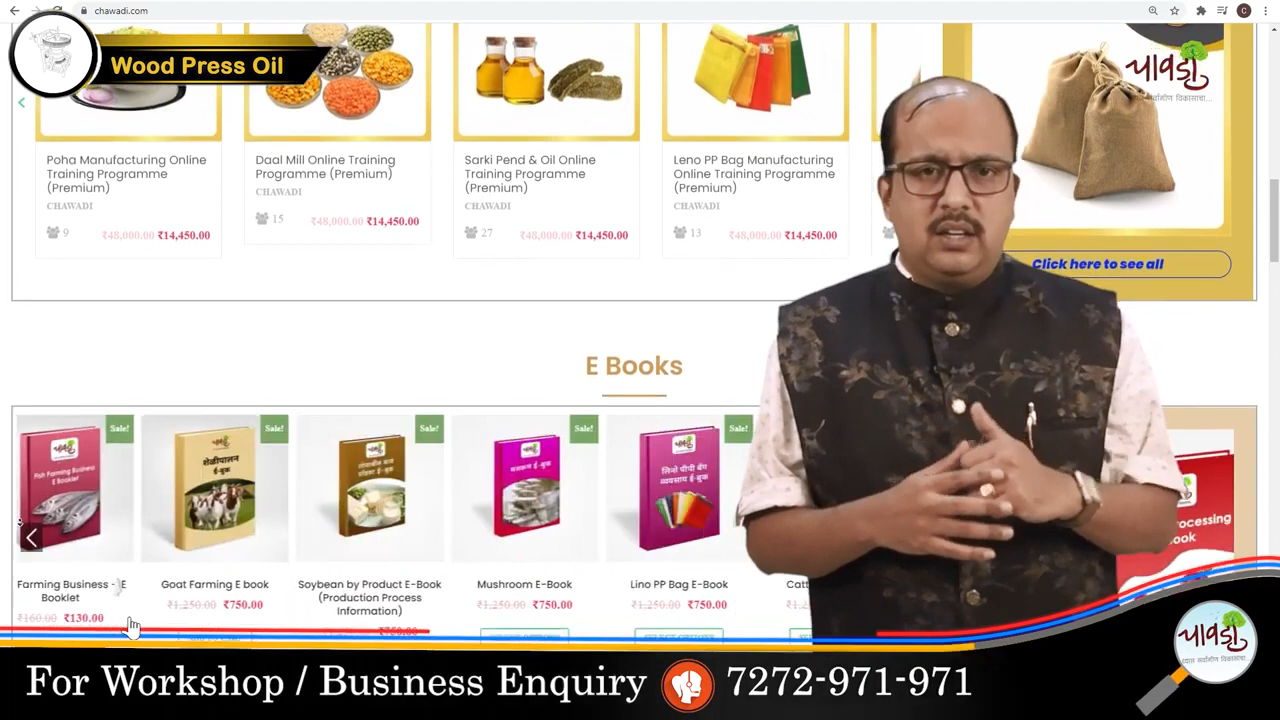 chawadi.com
Wood Press Oil
चावडी
Poha Manufacturing Online
Training Programme
(Premium)
CHAWADI
9
₹48,000.00 ₹14,450.00
Daal Mill Online Training
Programme (Premium)
CHAWADI
15
₹48,000.00 ₹14,450.00
Sarki Pend & Oil Online
Training Programme
(Premium)
CHAWADI
27
₹48,000.00 ₹14,450.00
Leno PP Bag Manufacturing
Online Training Programme
(Premium)
CHAWADI
13
₹48,000.00 ₹14,450.00
Click here to see all
E Books
Sale!
Sale!
Sale!
Sale!
Sale!
Fish Farming Business
E Booklet
शेळीपालन
ई-बुक
लिनो पीपी बॅग
व्यवसाय ई-बुक
Farming Business - E
Booklet
₹160.00 ₹130.00
Goat Farming E book
₹1,250.00 ₹750.00
Soybean by Product E-Book
(Production Process
Information)
Mushroom E-Book
₹1,250.00 ₹750.00
Lino PP Bag E-Book
₹1,250.00 ₹750.00
For Workshop / Business Enquiry 7272-971-971
चावडी